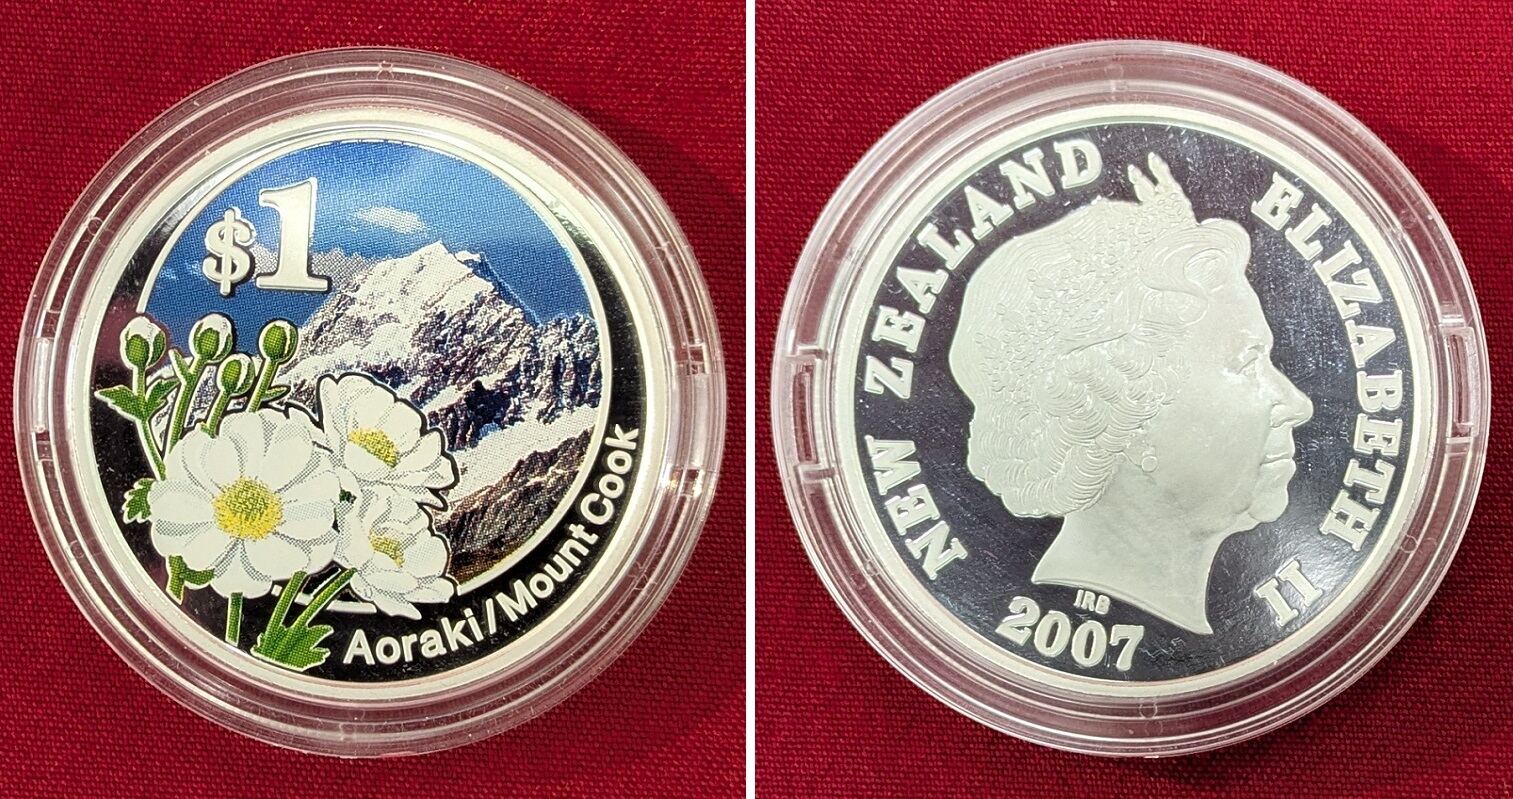 $1
Aoraki/Mount Cook
NEW ZEALAND ELIZABETH II
IRB
2007